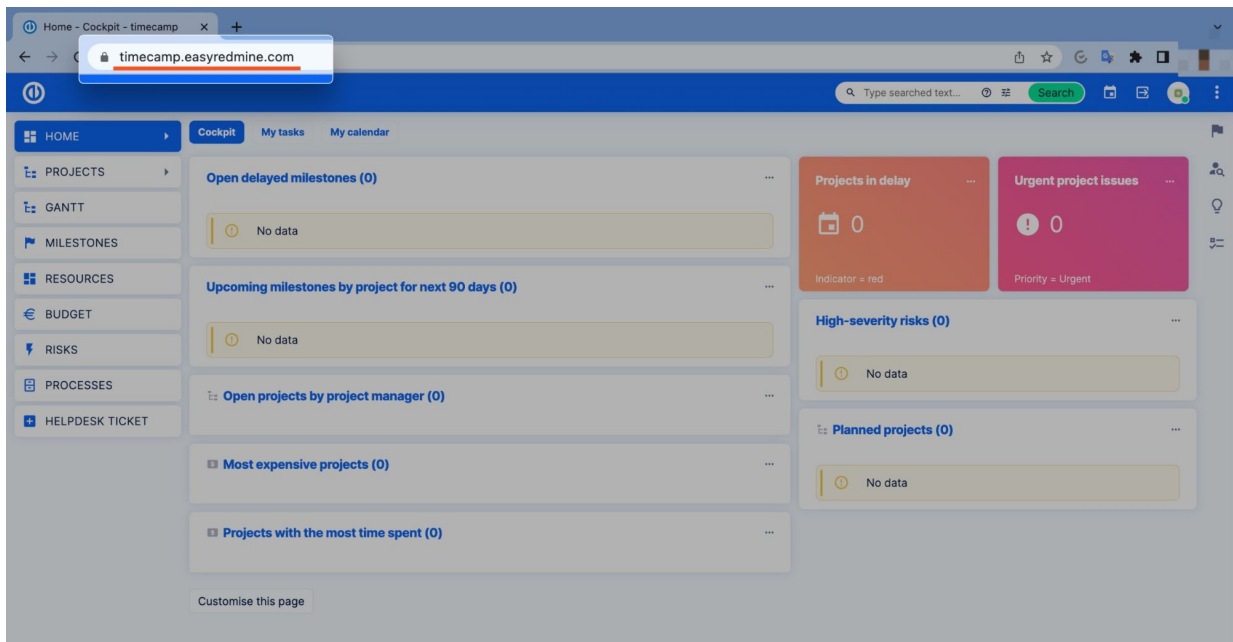 Home - Cockpit - timecamp
timecamp.easyredmine.com
Type searched text...
Search
HOME
PROJECTS
GANTT
MILESTONES
RESOURCES
BUDGET
RISKS
PROCESSES
HELPDESK TICKET
Cockpit My tasks My calendar
Open delayed milestones (0)
No data
Upcoming milestones by project for next 90 days (0)
No data
Open projects by project manager (0)
Most expensive projects (0)
Projects with the most time spent (0)
Customise this page
Projects in delay
0
Indicator = red
Urgent project issues
0
Priority = Urgent
High-severity risks (0)
No data
Planned projects (0)
No data